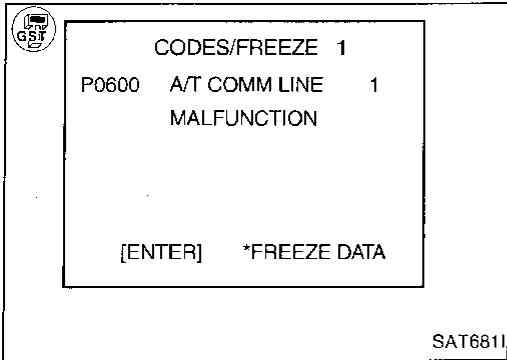 GST
CODES/FREEZE 1
P0600 A/T COMM LINE 1
MALFUNCTION
[ENTER] *FREEZE DATA
SAT681I